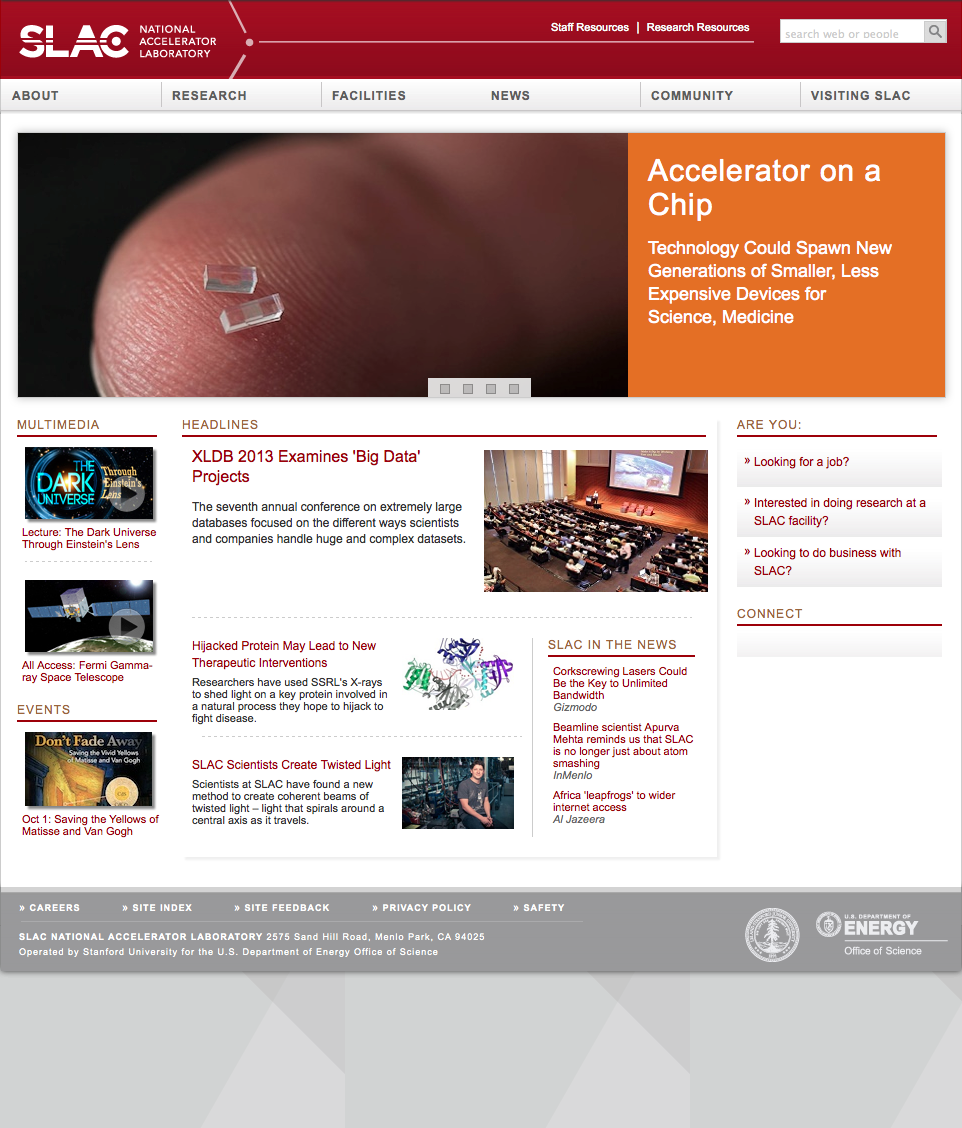 SLAC
NATIONAL
ACCELERATOR
LABORATORY
Staff Resources | Research Resources
search web or people
ABOUT
RESEARCH
FACILITIES
NEWS
COMMUNITY
VISITING SLAC
Accelerator on a
Chip
Technology Could Spawn New
Generations of Smaller, Less
Expensive Devices for
Science, Medicine
MULTIMEDIA
THE
DARK
UNIVERSE
Through
Einstein's
Lens
Lecture: The Dark Universe
Through Einstein's Lens
All Access: Fermi Gamma-
ray Space Telescope
EVENTS
Don't Fade Away
Saving the Vivid Yellows
of Matisse and Van Gogh
Oct 1: Saving the Yellows of
Matisse and Van Gogh
HEADLINES
XLDB 2013 Examines 'Big Data'
Projects
The seventh annual conference on extremely large
databases focused on the different ways scientists
and companies handle huge and complex datasets.
Hijacked Protein May Lead to New
Therapeutic Interventions
Researchers have used SSRL's X-rays
to shed light on a key protein involved in
a natural process they hope to hijack to
fight disease.
SLAC Scientists Create Twisted Light
Scientists at SLAC have found a new
method to create coherent beams of
twisted light – light that spirals around a
central axis as it travels.
SLAC IN THE NEWS
Corkscrewing Lasers Could
Be the Key to Unlimited
Bandwidth
Gizmodo
Beamline scientist Apurva
Mehta reminds us that SLAC
is no longer just about atom
smashing
InMenlo
Africa 'leapfrogs' to wider
internet access
Al Jazeera
ARE YOU:
» Looking for a job?
» Interested in doing research at a
SLAC facility?
» Looking to do business with
SLAC?
CONNECT
» CAREERS
» SITE INDEX
» SITE FEEDBACK
» PRIVACY POLICY
» SAFETY
SLAC NATIONAL ACCELERATOR LABORATORY 2575 Sand Hill Road, Menlo Park, CA 94025
Operated by Stanford University for the U.S. Department of Energy Office of Science
U.S. DEPARTMENT OF
ENERGY
Office of Science